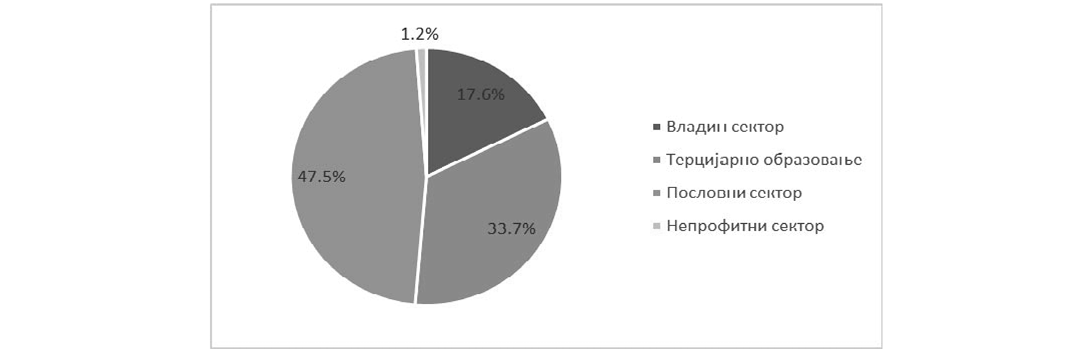 1.2%
17.6%
47.5%
33.7%
Владин сектор
Терцијарно образовање
Пословни сектор
Непрофитни сектор